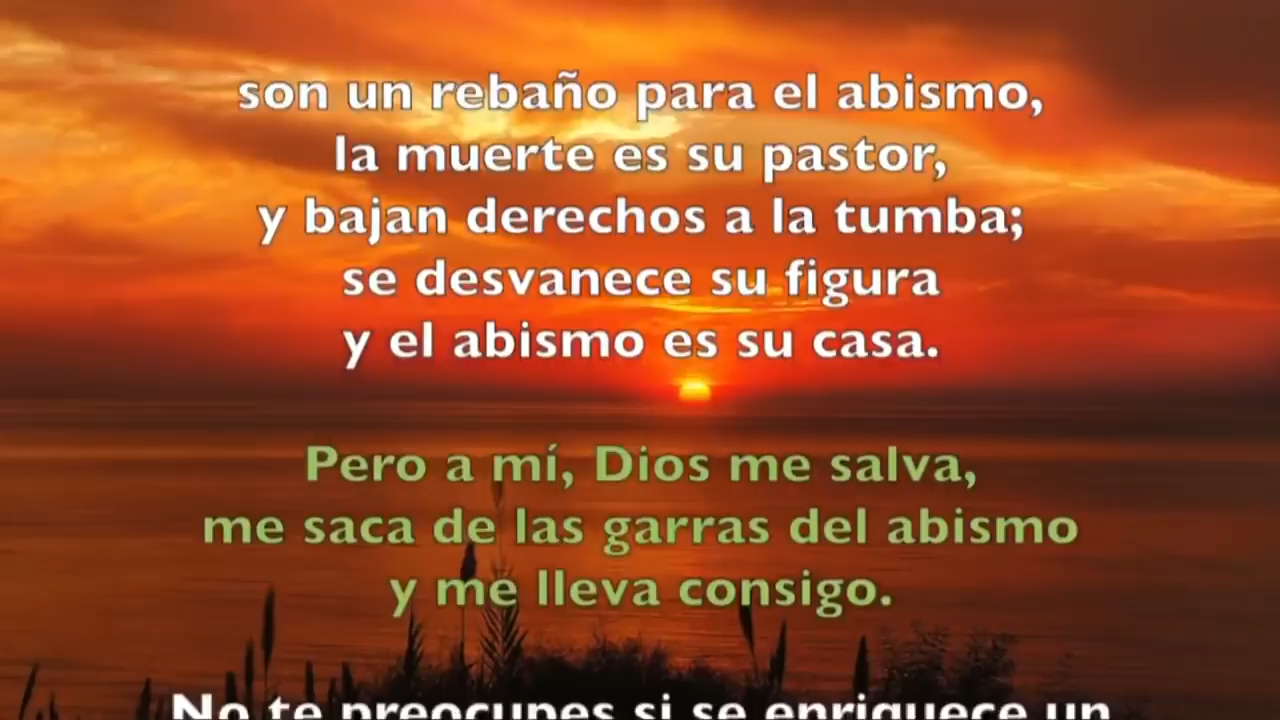 son un rebaño para el abismo,
la muerte es su pastor,
y bajan derechos a la tumba;
se desvanece su figura
y el abismo es su casa.
Pero a mí, Dios me salva,
me saca de las garras del abismo
y me lleva consigo.
No te preocupes si se enriquece un